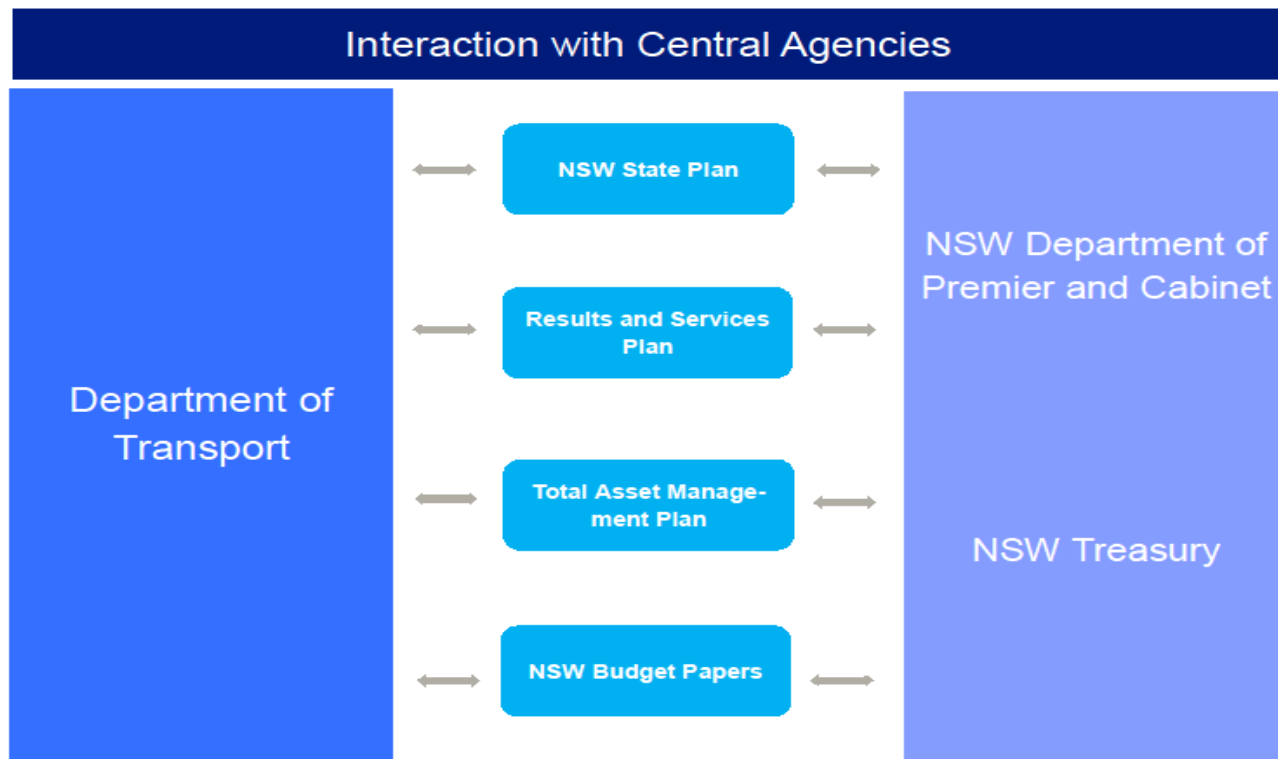 Interaction with Central Agencies
Department of
Transport
NSW State Plan
Results and Services
Plan
Total Asset Manage-
ment Plan
NSW Budget Papers
NSW Department of
Premier and Cabinet
NSW Treasury